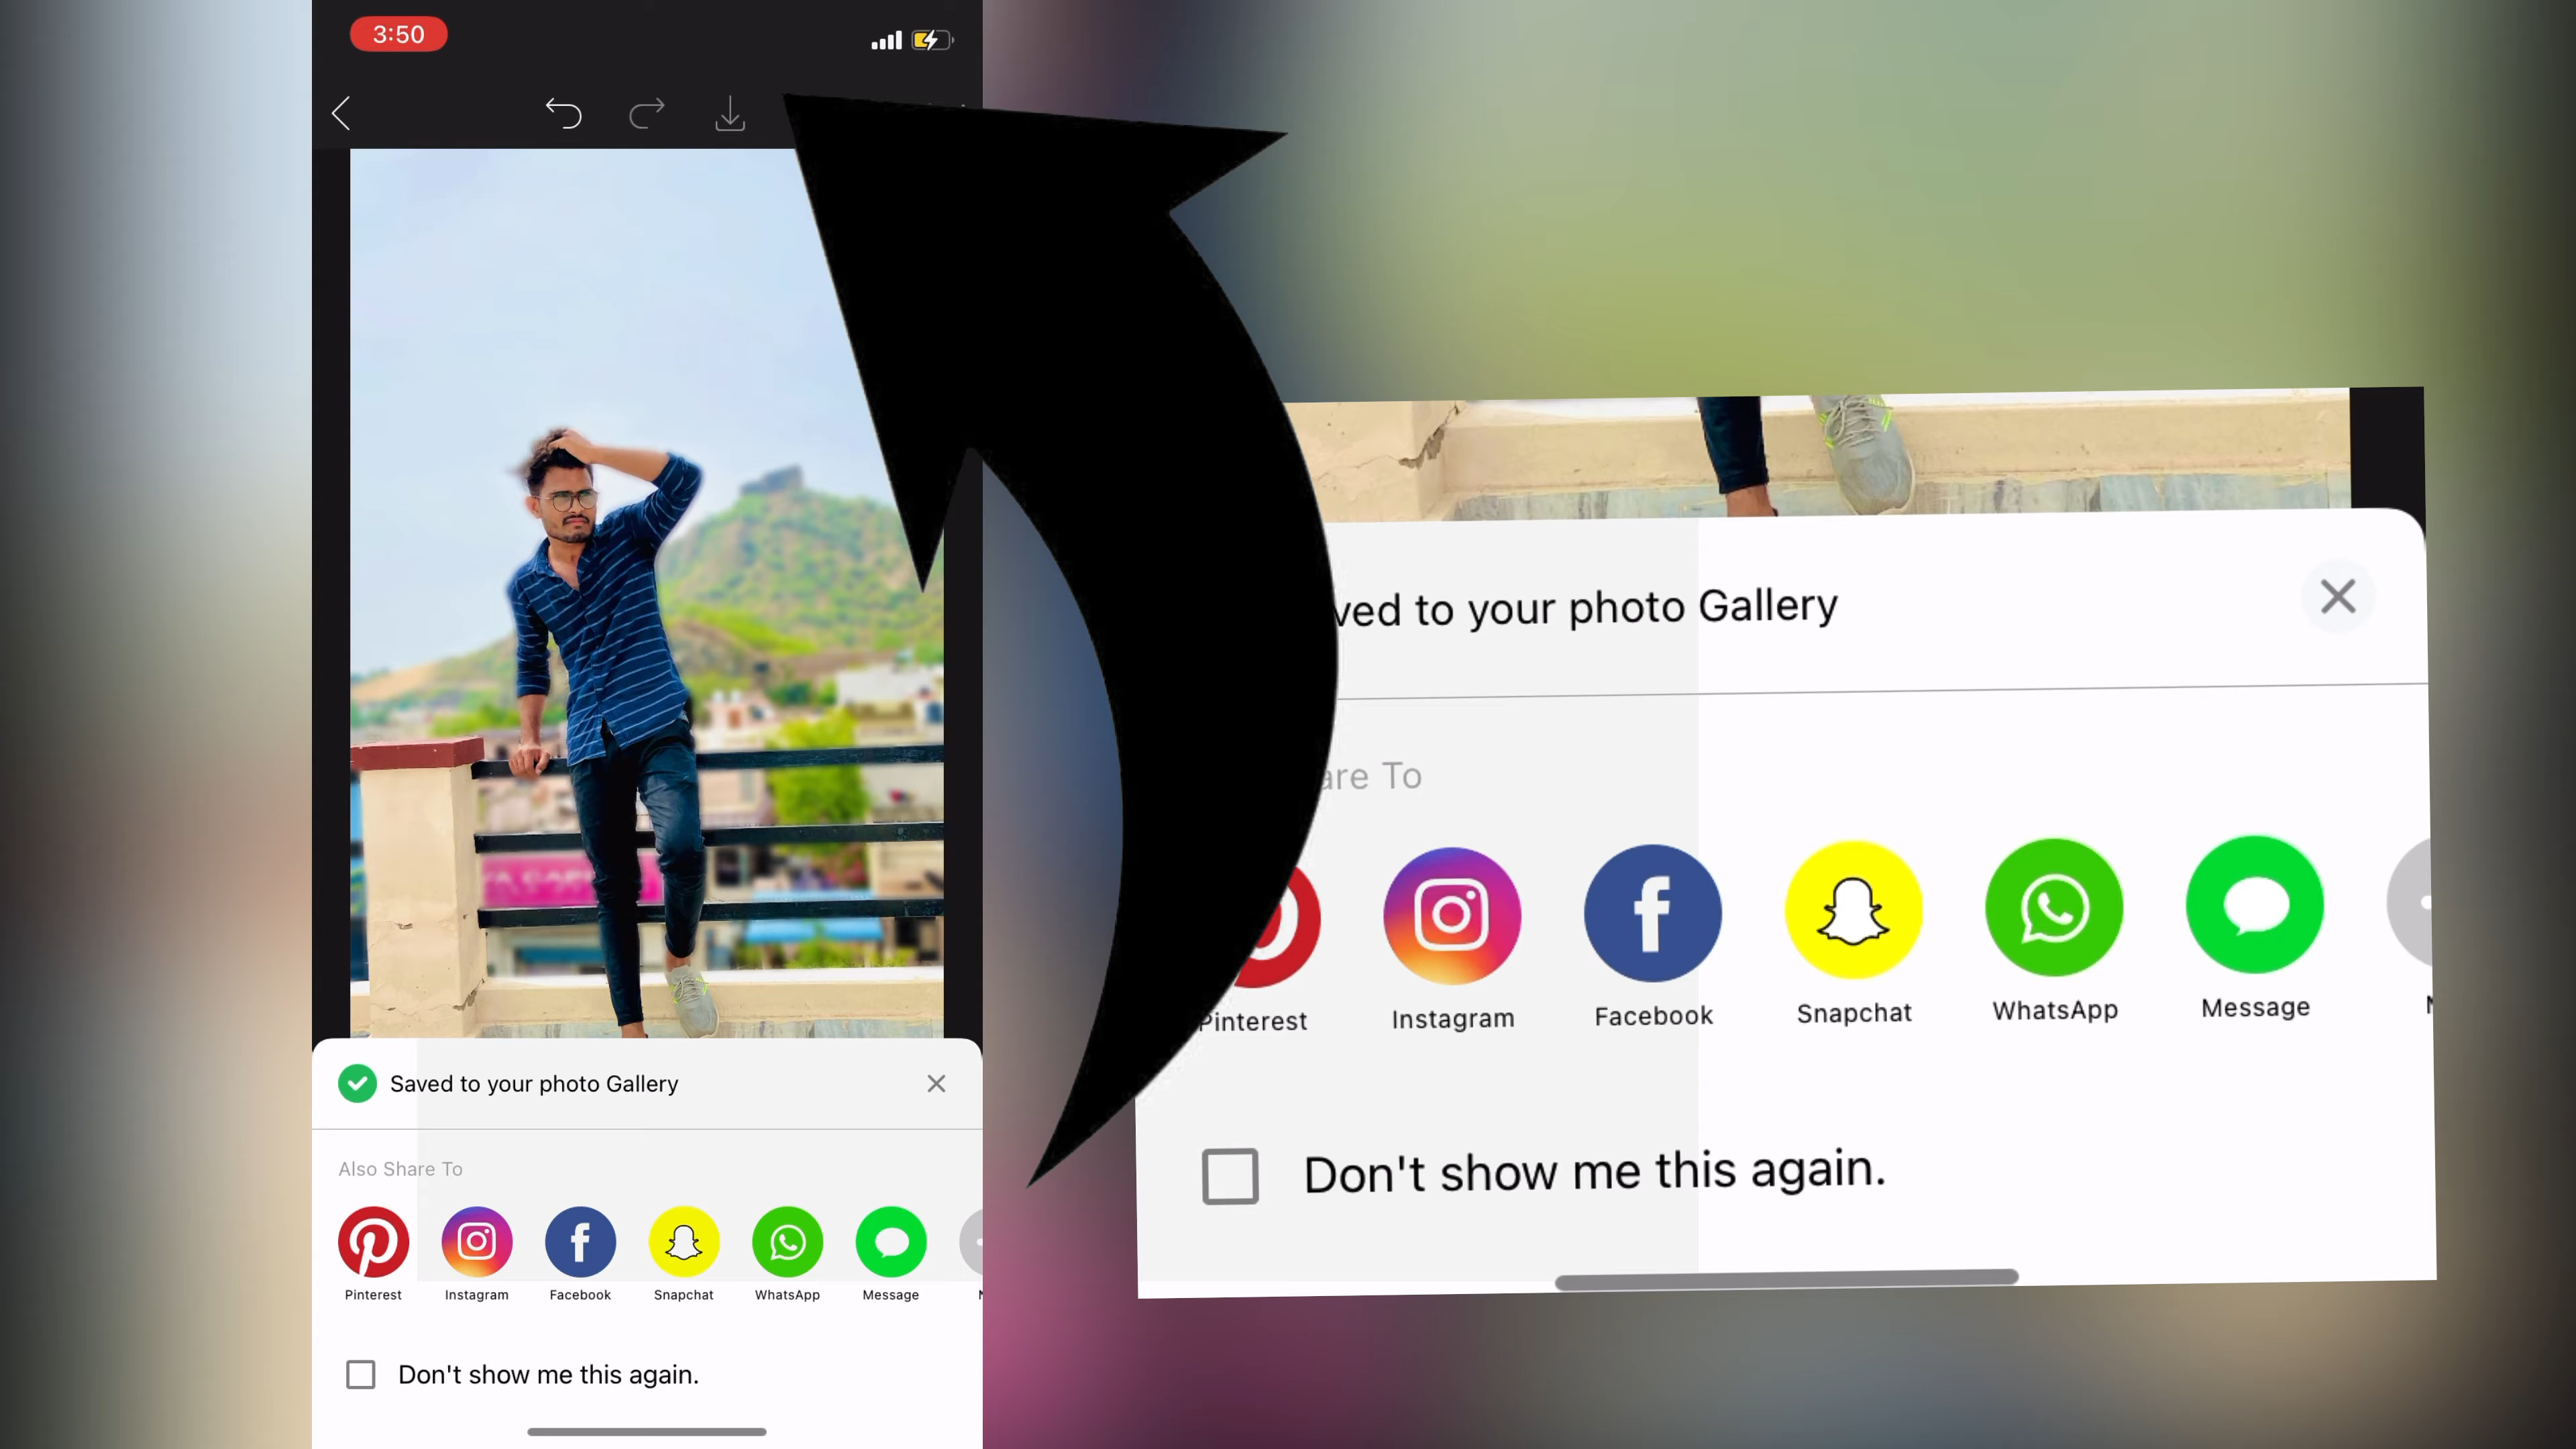 3:50
Saved to your photo Gallery
Also Share To
Pinterest
Instagram
Facebook
Snapchat
WhatsApp
Message
Don't show me this again.
ved to your photo Gallery
are To
Pinterest
Instagram
Facebook
Snapchat
WhatsApp
Message
Don't show me this again.